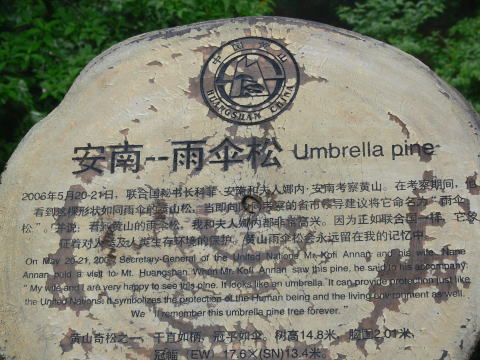 中国黄山
HUANGSHAN CHINA
安南--雨伞松 Umbrella pine
2006年5月20-21日，联合国秘书长科菲·安南和夫人娜内·安南考察黄山。在考察期间，他
看到这棵形状如同雨伞的黄山松，当即向陪同考察的省市领导建议将它命名为“雨伞
松”。并说：看到黄山的雨伞松，我和夫人娜内都非常高兴。因为正如联合国一样，它象
征着对人类及人类生存环境的保护。黄山雨伞松会永远留在我的记忆中。
On May 20-21, 2006 Secretary-General of the United Nations Mr. Kofi Annan and his wife, Nane
Annan paid a visit to Mt. Huangshan. When Mr. Kofi Annan saw this pine, he said to his accompany:
" My wife and I are very happy to see this pine. It looks like an umbrella. It can provide protection just like
the United Nations. It symbolizes the protection of the Human being and the living environment as well.
We 'll remember this umbrella pine tree forever. "
黄山奇松之一，干直如柄，冠平如伞。树高14.8米，胸围2.01米，
冠幅（EW）17.6×(SN)13.4米。